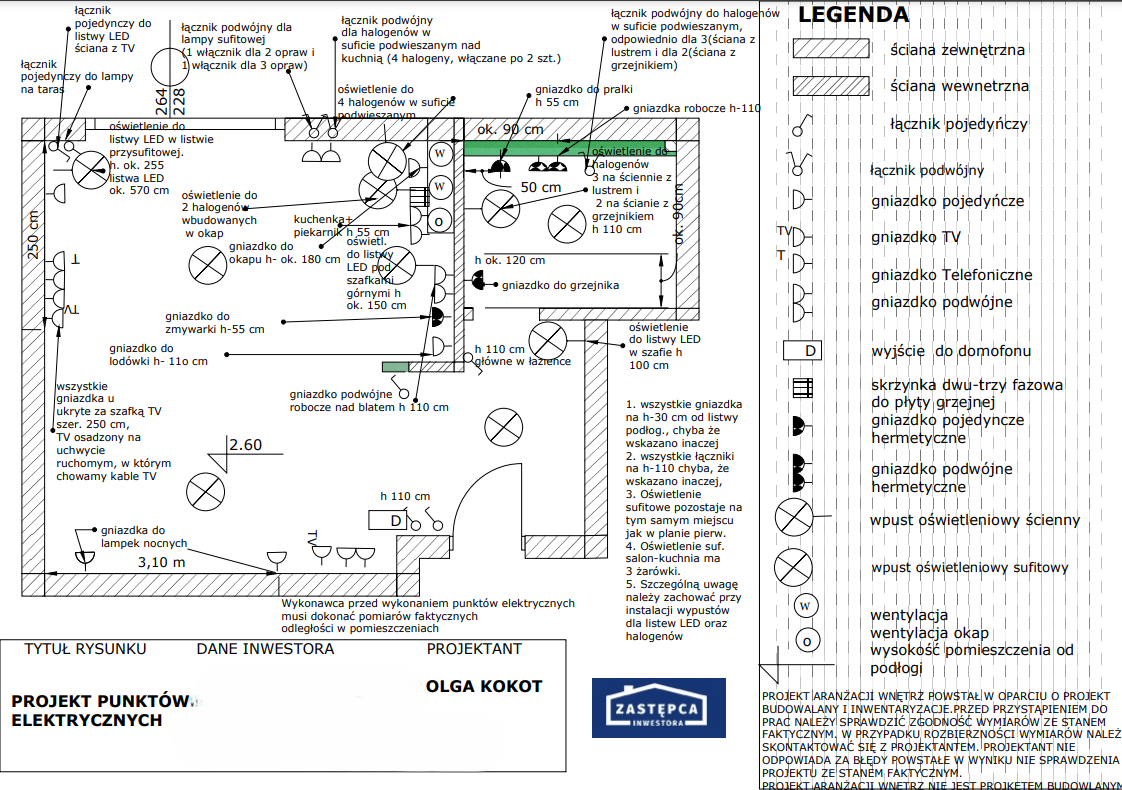 łącznik
pojedynczy do
listwy LED
ściana z TV
łącznik
pojedynczy do lampy
na taras
264
228
łącznik podwójny dla
lampy sufitowej
(1 włącznik dla 2 opraw i
1 włącznik dla 3 opraw)
łącznik podwójny
dla halogenów w
suficie podwieszanym nad
kuchnią (4 halogeny, włączane po 2 szt.)
łącznik podwójny do halogenów
w suficie podwieszanym,
odpowiednio dla 3(ściana z
lustrem i dla 2(ściana z
grzejnikiem)
oświetlenie do
4 halogenów w suficie
podwieszanym
gniazdko do pralki
h 55 cm
gniazdka robocze h-110
ok. 90 cm
oświetlenie do
listwy LED w listwie
przysufitowej.
h. ok. 255
listwa LED
ok. 570 cm
oświetlenie do
2 halogenów
wbudowanych
w okap
kuchenka+
piekarnik h 55 cm
gniazdko do
okapu h- ok. 180 cm
oświetl.
do listwy
LED pod
szafkami
górnymi h
ok. 150 cm
w
w
o
50 cm
oświetlenie do
halogenów
3 na ściennie z
lustrem i
2 na ścianie z
grzejnikiem
h 110 cm
ok. 90cm
h ok. 120 cm
gniazdko do grzejnika
250 cm
T
TV
gniazdko do
zmywarki h-55 cm
gniazdko do
lodówki h- 11o cm
h 110 cm
główne w łazience
oświetlenie
do listwy LED
w szafie h
100 cm
gniazdko podwójne
robocze nad blatem h 110 cm
wszystkie
gniazdka u
ukryte za szafką TV
szer. 250 cm,
TV osadzony na
uchwycie
ruchomym, w którym
chowamy kable TV
2.60
1. wszystkie gniazdka
na h-30 cm od listwy
podłog., chyba że
wskazano inaczej
2. wszystkie łączniki
na h-110 chyba, że
wskazano inaczej,
3. Oświetlenie
sufitowe pozostaje na
tym samym miejscu
jak w planie pierw.
4. Oświetlenie suf.
salon-kuchnia ma
3 żarówki.
5. Szczególną uwagę
należy zachować przy
instalacji wypustów
dla listew LED oraz
halogenów
h 110 cm
D
TV
gniazdka do
lampek nocnych
3,10 m
Wykonawca przed wykonaniem punktów elektrycznych
musi dokonać pomiarów faktycznych
odległości w pomieszczeniach
TYTUŁ RYSUNKU
DANE INWESTORA
PROJEKTANT
PROJEKT PUNKTÓW
ELEKTRYCZNYCH
OLGA KOKOT
ZASTĘPCA
INWESTORA
LEGENDA
ściana zewnętrzna
ściana wewnetrzna
łącznik pojedyńczy
łącznik podwójny
gniazdko pojedyńcze
TV
gniazdko TV
T
gniazdko Telefoniczne
gniazdko podwójne
D
wyjście do domofonu
skrzynka dwu-trzy fazowa
do płyty grzejnej
gniazdko pojedyncze
hermetyczne
gniazdko podwójne
hermetyczne
wpust oświetleniowy ścienny
wpust oświetleniowy sufitowy
w
wentylacja
o
wentylacja okap
wysokość pomieszczenia od
podłogi
PROJEKT ARANŻACJI WNĘTRZ POWSTAŁ W OPARCIU O PROJEKT
BUDOWALANY I INWENTARYZACJE.PRZED PRZYSTĄPIENIEM DO
PRAC NALEŻY SPRAWDZIĆ ZGODNOŚĆ WYMIARÓW ZE STANEM
FAKTYCZNYM. W PRZYPADKU ROZBIERZNOŚCI WYMIARÓW NALEŻ
SKONTAKTOWAĆ SIĘ Z PROJEKTANTEM. PROJEKTANT NIE
ODPOWIADA ZA BŁĘDY POWSTAŁE W WYNIKU NIE SPRAWDZENIA
PROJEKTU ZE STANEM FAKTYCZNYM.
PROJEKT ARANŻACJI WNĘTRZ NIE JEST PROJKETEM BUDOWLANYM